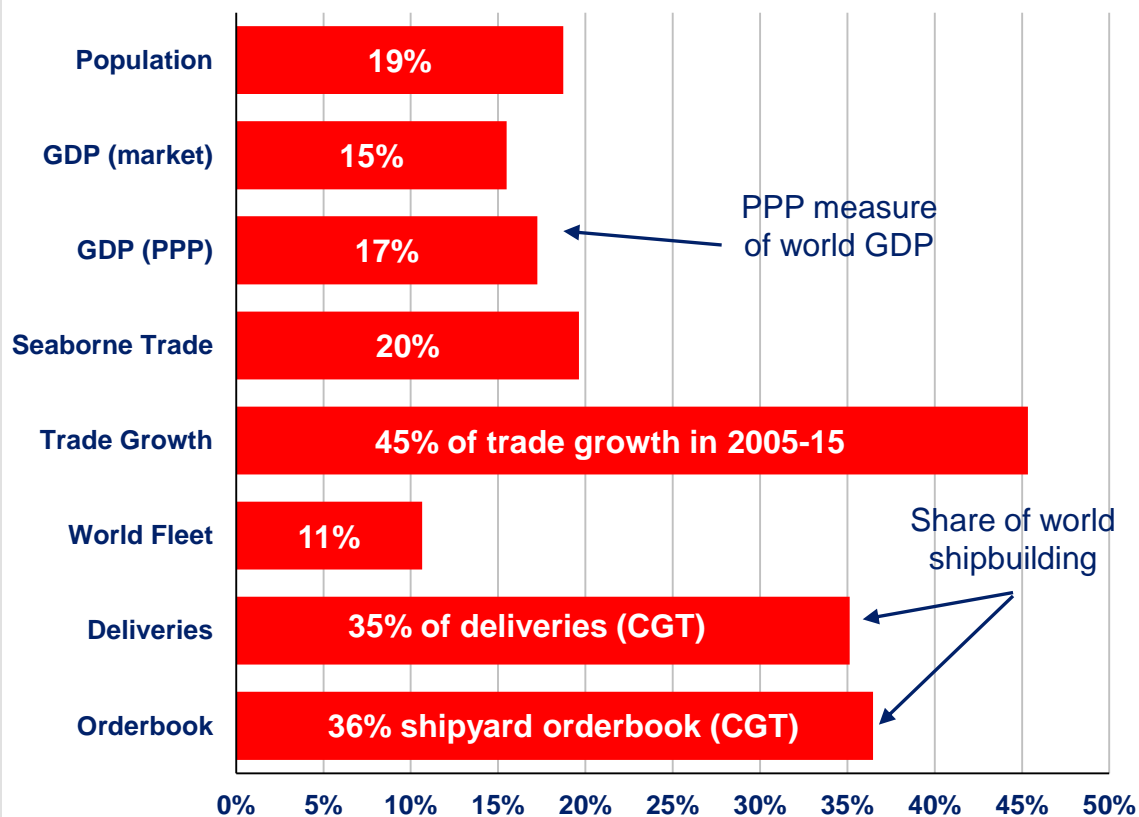 Population
19%
GDP (market)
15%
GDP (PPP)
17%
PPP measure
of world GDP
Seaborne Trade
20%
Trade Growth
45% of trade growth in 2005-15
World Fleet
11%
Share of world
shipbuilding
Deliveries
35% of deliveries (CGT)
Orderbook
36% shipyard orderbook (CGT)
0% 5% 10% 15% 20% 25% 30% 35% 40% 45% 50%